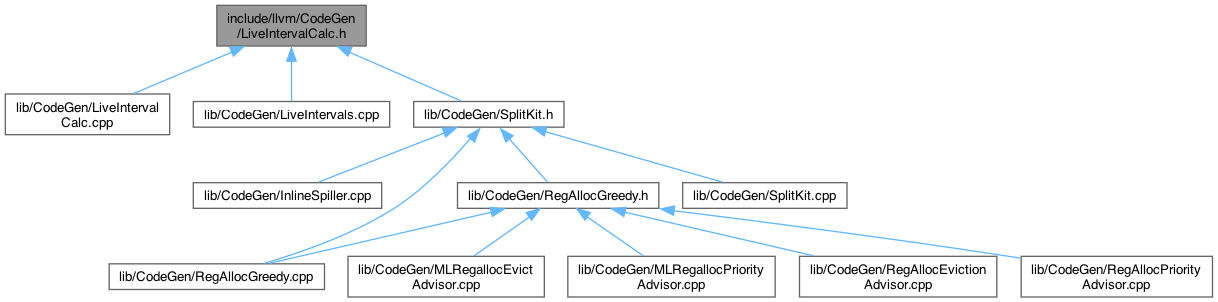 include/llvm/CodeGen
/LiveIntervalCalc.h
lib/CodeGen/LiveInterval
Calc.cpp
lib/CodeGen/LiveIntervals.cpp
lib/CodeGen/SplitKit.h
lib/CodeGen/InlineSpiller.cpp
lib/CodeGen/RegAllocGreedy.h
lib/CodeGen/SplitKit.cpp
lib/CodeGen/RegAllocGreedy.cpp
lib/CodeGen/MLRegallocEvict
Advisor.cpp
lib/CodeGen/MLRegallocPriority
Advisor.cpp
lib/CodeGen/RegAllocEviction
Advisor.cpp
lib/CodeGen/RegAllocPriority
Advisor.cpp